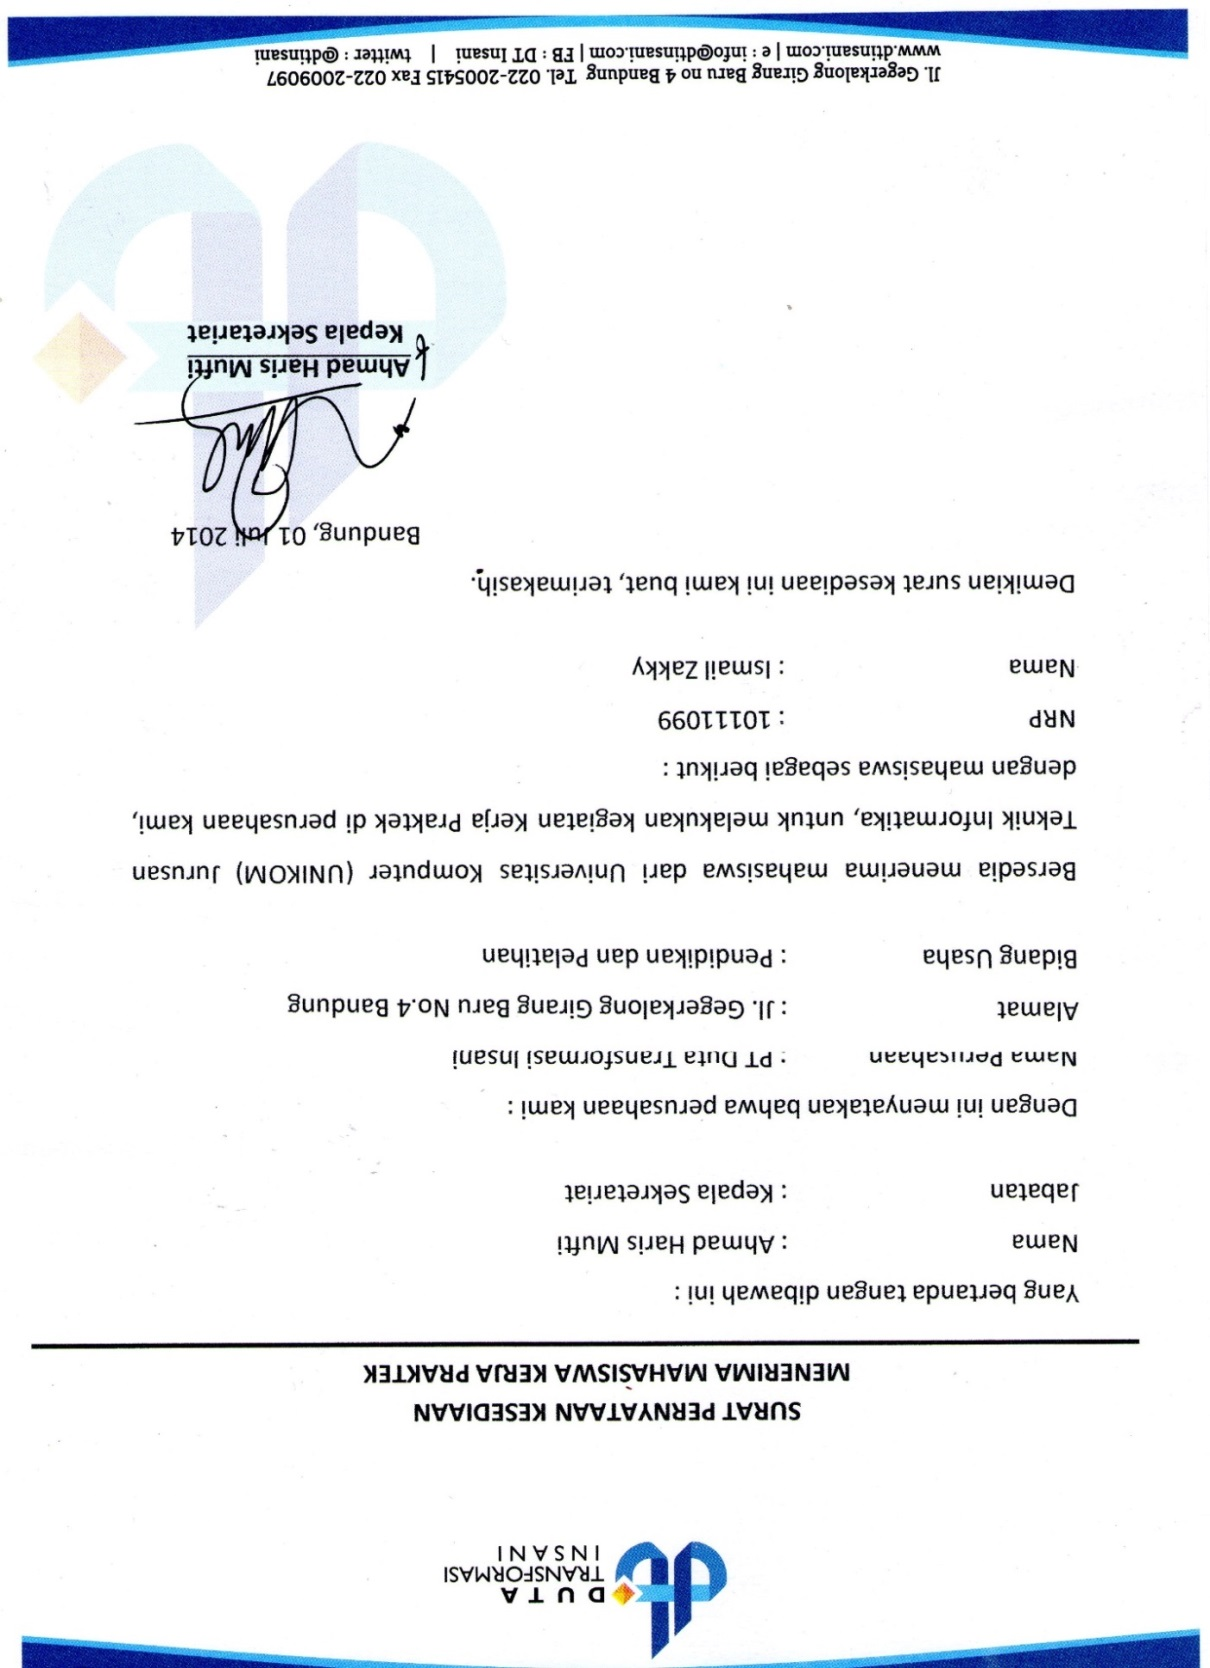 DUTA
TRANSFORMASI
INSANI
SURAT PERNYATAAN KESEDIAAN
MENERIMA MAHASISWA KERJA PRAKTEK
Yang bertanda tangan dibawah ini :
Nama : Ahmad Haris Mufti
Jabatan : Kepala Sekretariat
Dengan ini menyatakan bahwa perusahaan kami :
Nama Perusahaan : PT Duta Transformasi Insani
Alamat : Jl. Gegerkalong Girang Baru No.4 Bandung
Bidang Usaha : Pendidikan dan Pelatihan
Bersedia menerima mahasiswa dari Universitas Komputer (UNIKOM) Jurusan
Teknik Informatika, untuk melakukan kegiatan Kerja Praktek di perusahaan kami,
dengan mahasiswa sebagai berikut :
NRP : 10111099
Nama : Ismail Zakky
Demikian surat kesediaan ini kami buat, terimakasih.
Bandung, 01 Juli 2014
Ahmad Haris Mufti
Kepala Sekretariat
Jl. Gegerkalong Girang Baru no 4 Bandung Tel. 022-2005415 Fax 022-2009097
www.dtinsani.com | e : info@dtinsani.com | FB : DT Insani | twitter : @dtinsani